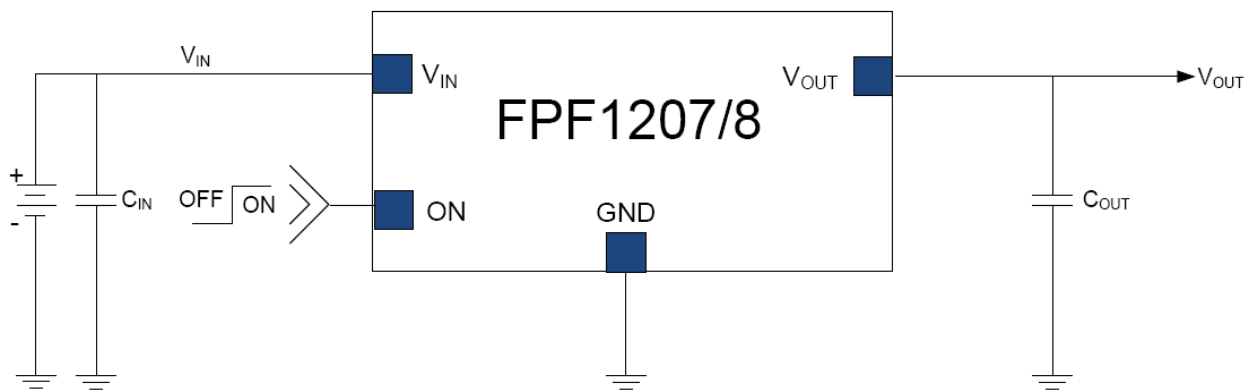 V_IN
V_IN
V_OUT
V_OUT
FPF1207/8
+
-
C_IN
OFF
ON
ON
GND
C_OUT